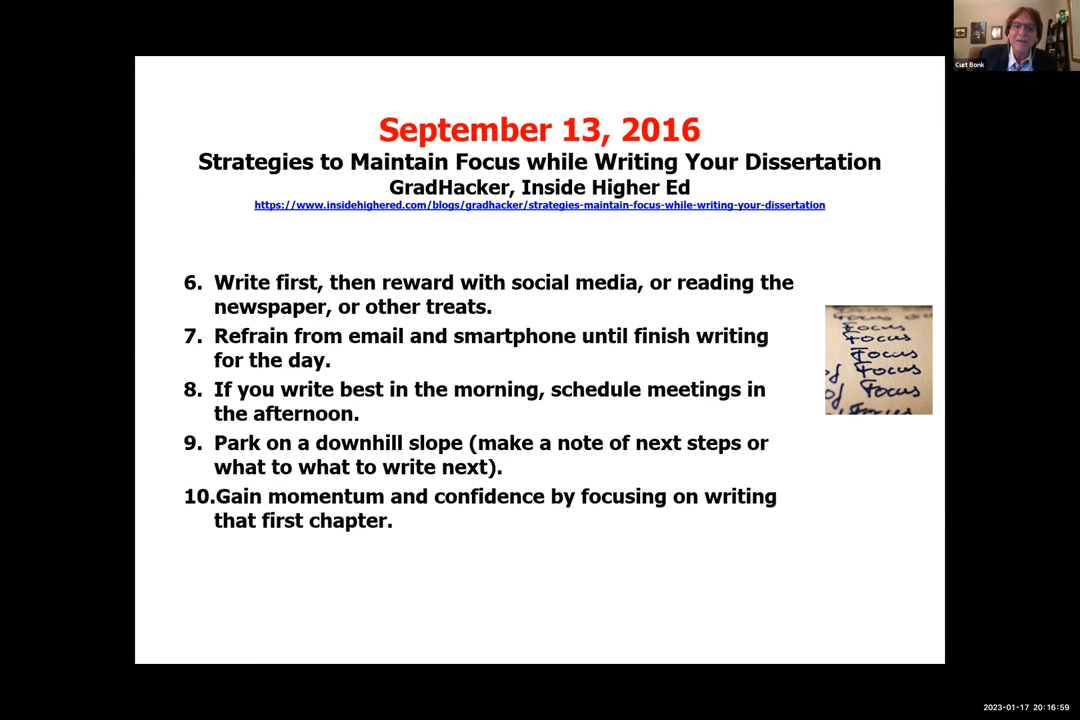 Curt Bonk
September 13, 2016
Strategies to Maintain Focus while Writing Your Dissertation
GradHacker, Inside Higher Ed
https://www.insidehighered.com/blogs/gradhacker/strategies-maintain-focus-while-writing-your-dissertation
6. Write first, then reward with social media, or reading the
newspaper, or other treats.
7. Refrain from email and smartphone until finish writing
for the day.
8. If you write best in the morning, schedule meetings in
the afternoon.
9. Park on a downhill slope (make a note of next steps or
what to what to write next).
10.Gain momentum and confidence by focusing on writing
that first chapter.
Focus
Focus
Focus
Focus
of Focus
of Focus
Focus
2023-01-17 20:16:59